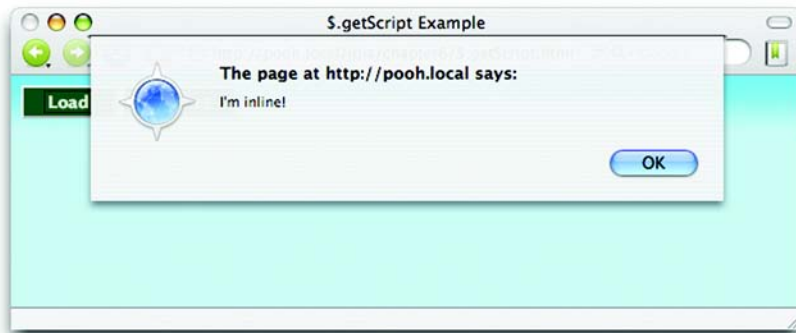 $.getScript Example
The page at http://pooh.local says:
I'm inline!
Load
OK